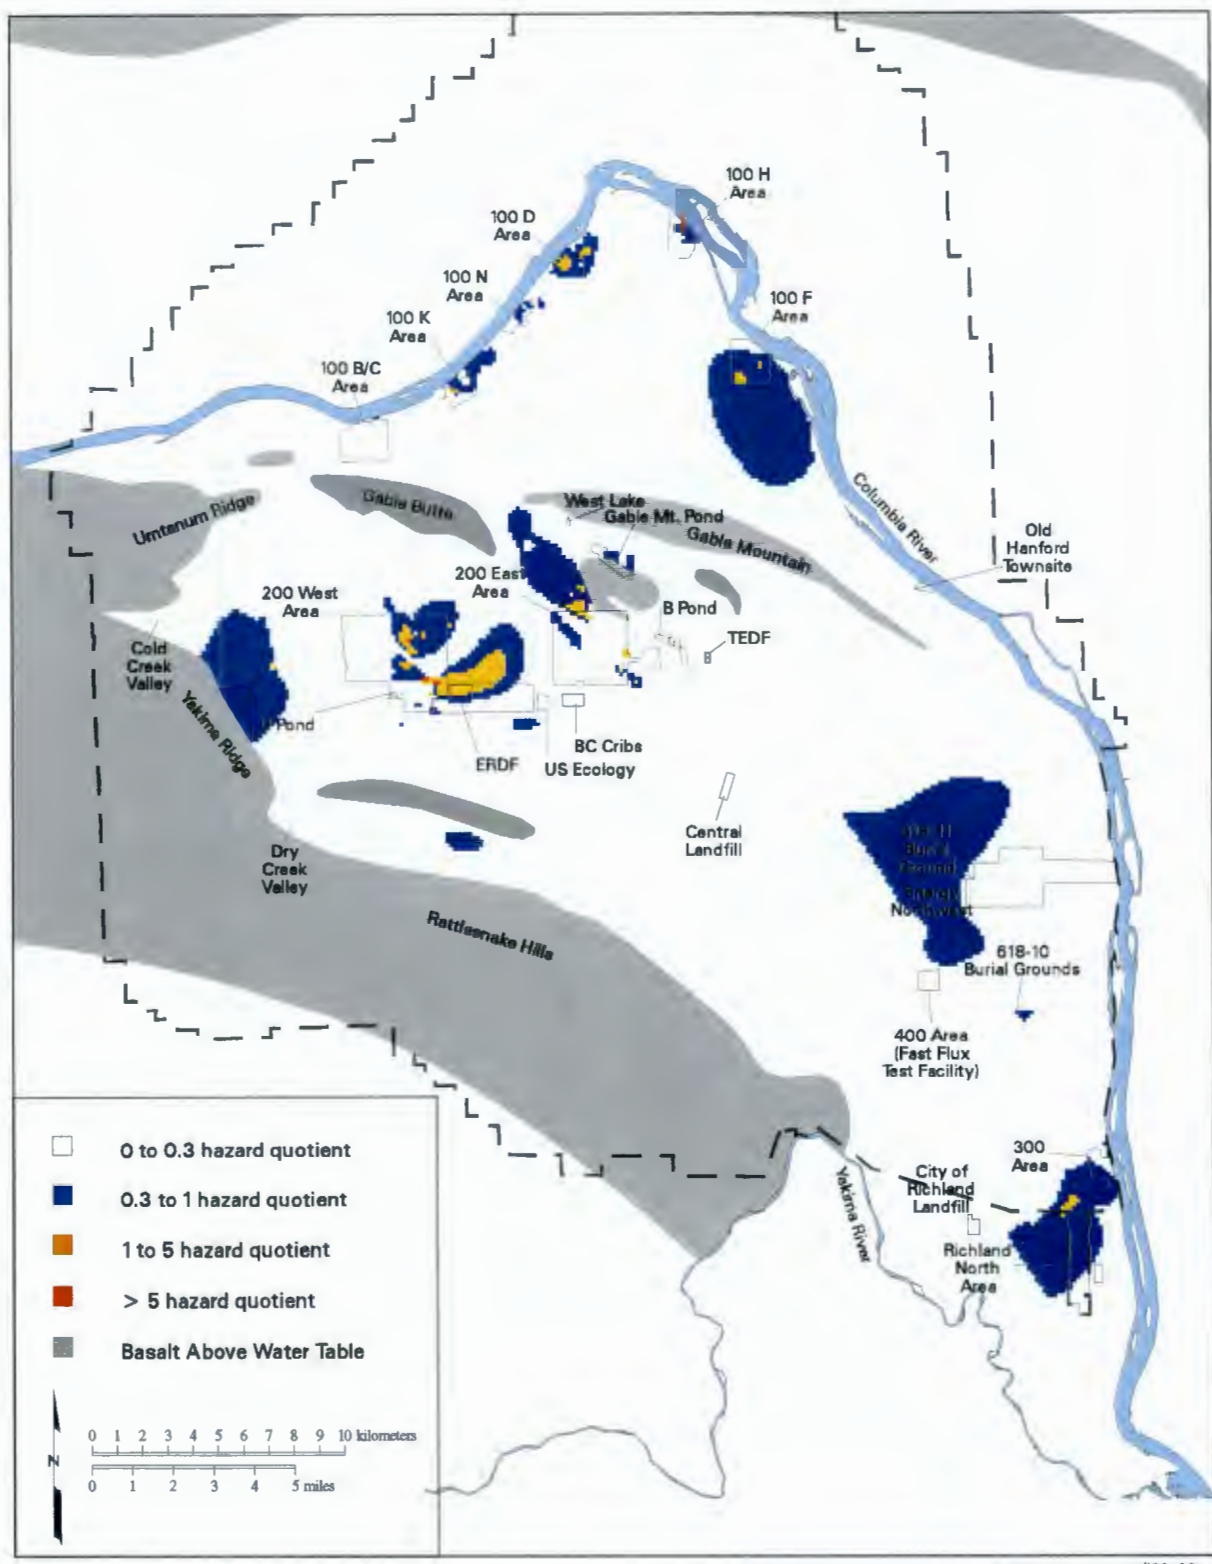 100 H
Area
100 D
Area
100 N
Area
100 F
Area
100 K
Area
100 B/C
Area
Columbia River
Umtanum Ridge
Gable Butte
West Lake
Gable Mt. Pond
Gable Mountain
Old
Hanford
Townsite
200 East
Area
200 West
Area
B Pond
TEDF
Cold
Creek
Valley
Yakima Ridge
Pond
ERDF
BC Cribs
US Ecology
Central
Landfill
Dry
Creek
Valley
Burial
Ground
Energy
Northwest
Rattlesnake Hills
618-10
Burial Grounds
400 Area
(Fast Flux
Test Facility)
300
Area
City of
Richland
Landfill
Yakima River
Richland
North
Area
0 to 0.3 hazard quotient
0.3 to 1 hazard quotient
1 to 5 hazard quotient
> 5 hazard quotient
Basalt Above Water Table
0 1 2 3 4 5 6 7 8 9 10 kilometers
N
0 1 2 3 4 5 miles